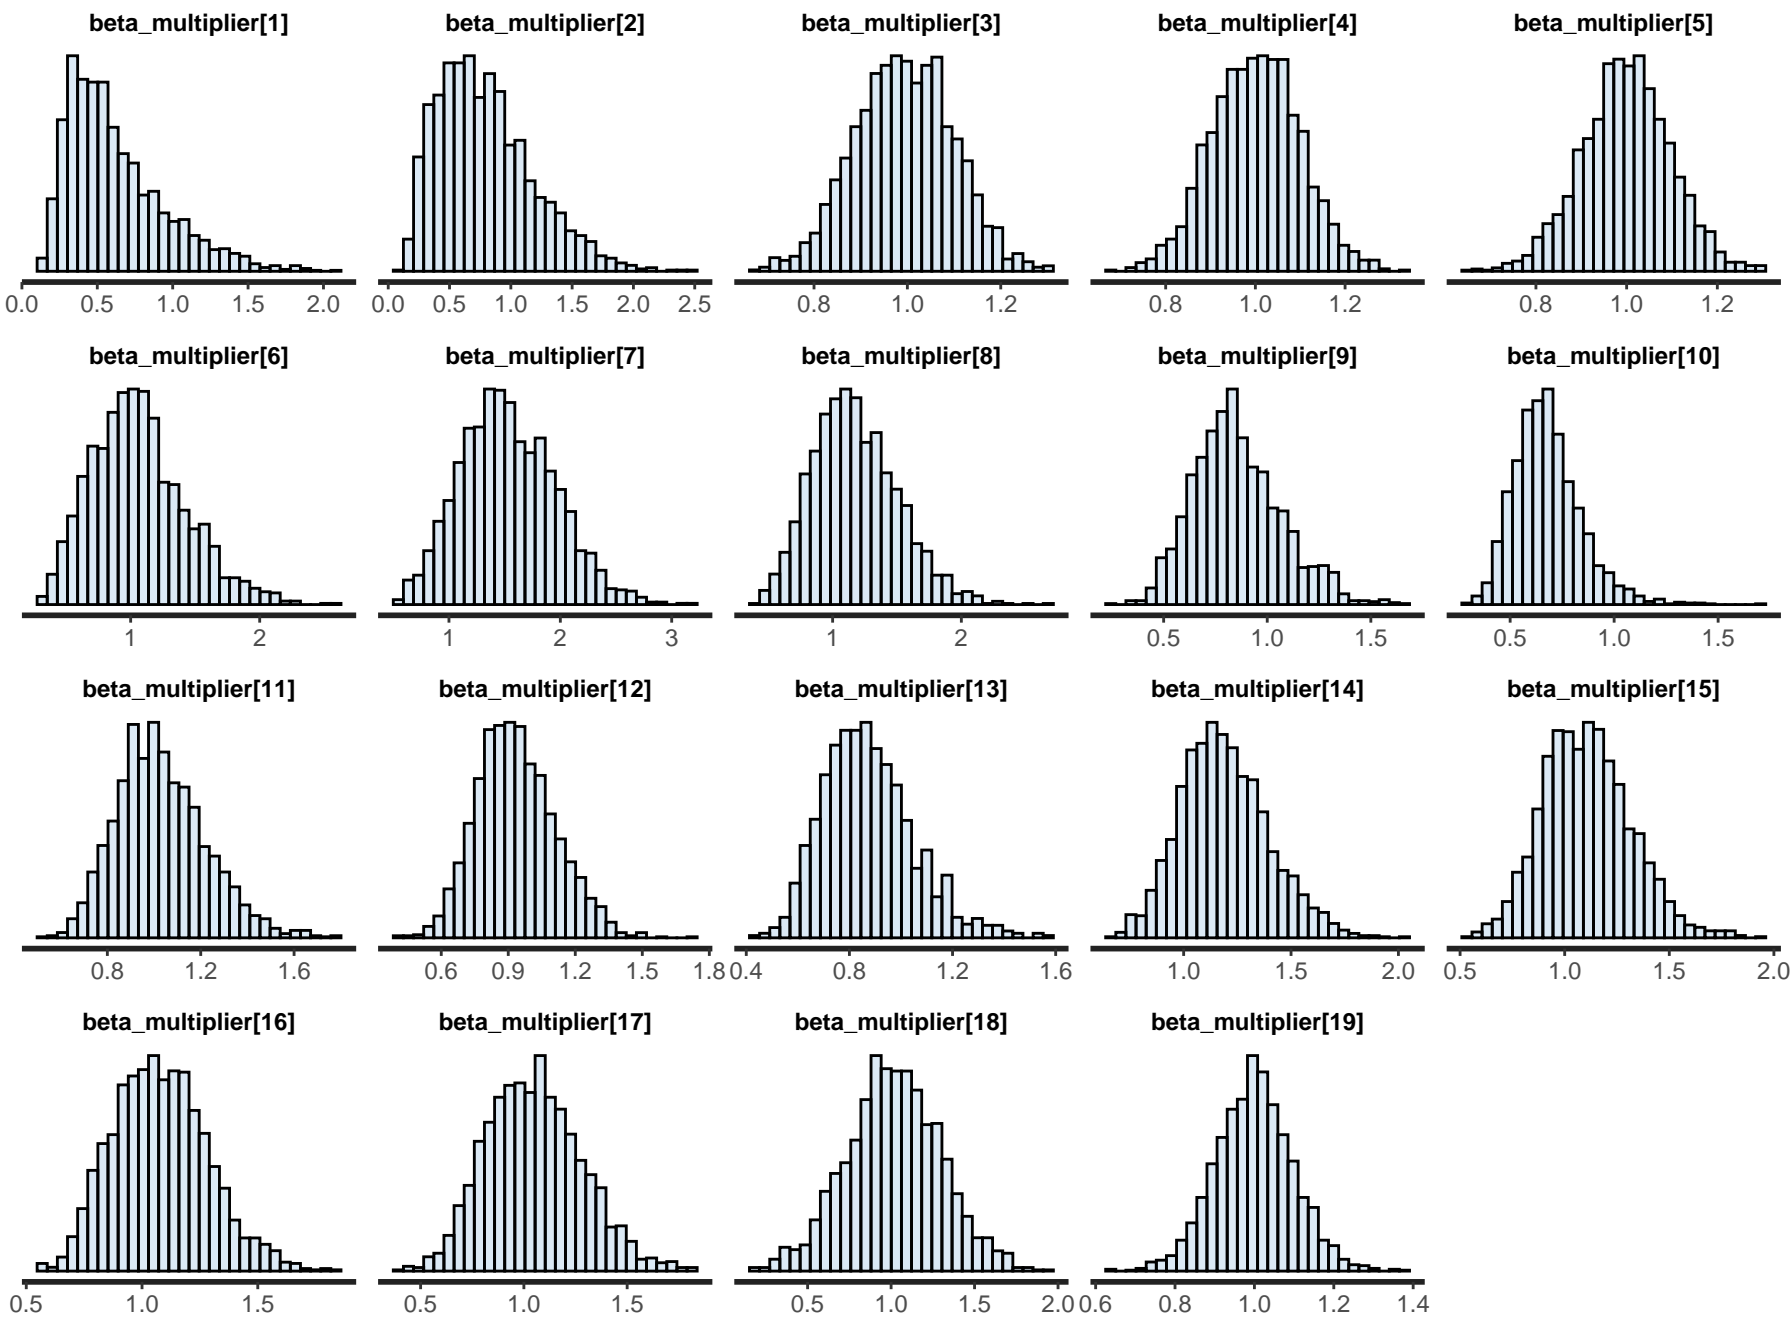 beta_multiplier[1] beta_multiplier[2] beta_multiplier[3] beta_multiplier[4] beta_multiplier[5]
0.0 0.5 1.0 1.5 2.0 0.0 0.5 1.0 1.5 2.0 2.5 0.8 1.0 1.2 0.8 1.0 1.2 0.8 1.0 1.2
beta_multiplier[6] beta_multiplier[7] beta_multiplier[8] beta_multiplier[9] beta_multiplier[10]
1 2 1 2 3 1 2 0.5 1.0 1.5 0.5 1.0 1.5
beta_multiplier[11] beta_multiplier[12] beta_multiplier[13] beta_multiplier[14] beta_multiplier[15]
0.8 1.2 1.6 0.6 0.9 1.2 1.5 1.8 0.4 0.8 1.2 1.6 1.0 1.5 2.0 0.5 1.0 1.5 2.0
beta_multiplier[16] beta_multiplier[17] beta_multiplier[18] beta_multiplier[19]
0.5 1.0 1.5 0.5 1.0 1.5 0.5 1.0 1.5 2.0 0.6 0.8 1.0 1.2 1.4